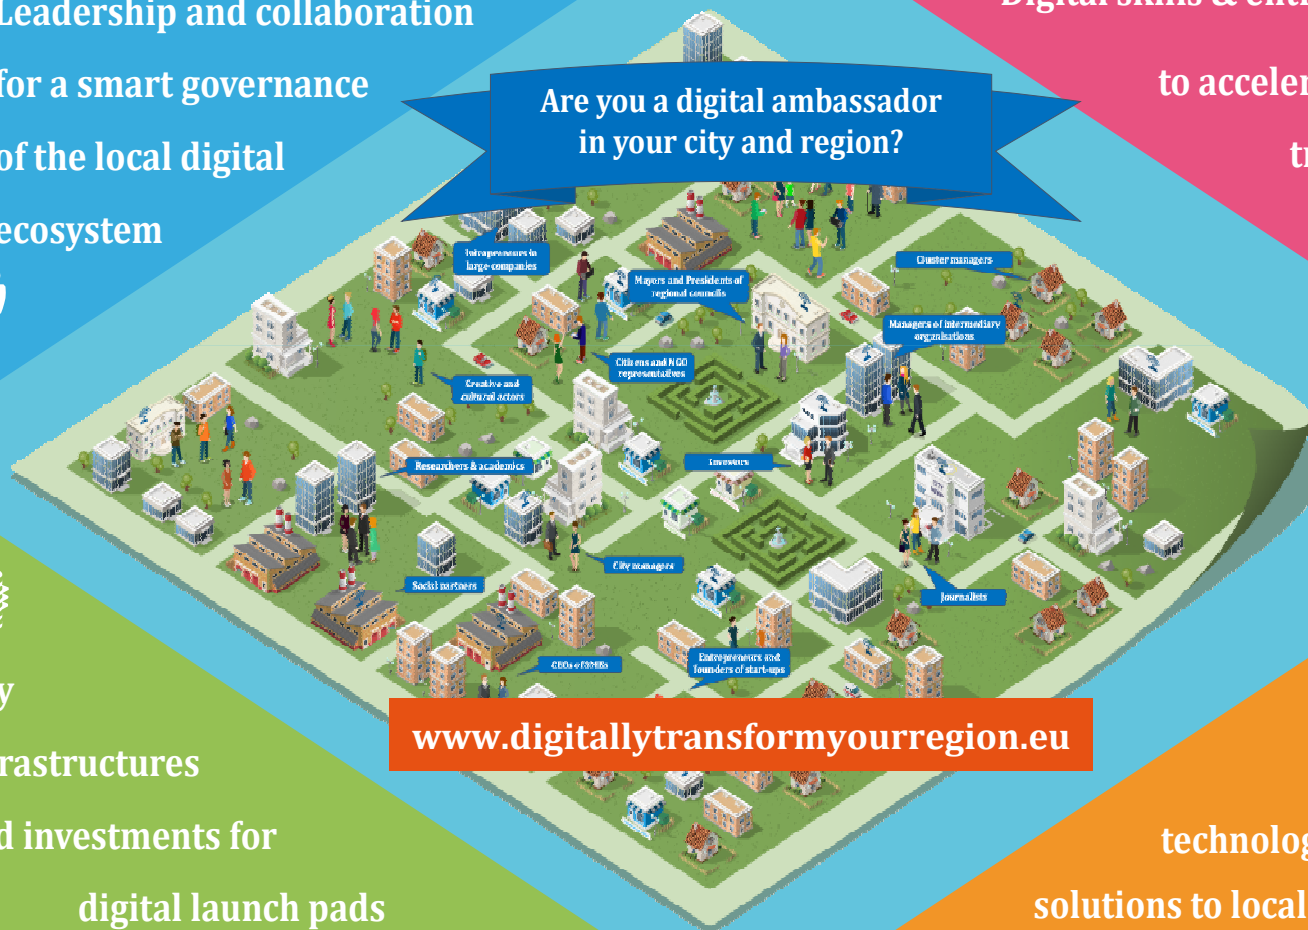 Leadership and collaboration
for a smart governance
of the local digital
ecosystem
Digital skills &
to
Are you a digital ambassador
in your city and region?
Intrapreneurs in
large companies
Mayors and Presidents of
regional councils
Cluster managers
Managers of intermediary
organisations
Citizens and NGO
representatives
Creative and
cultural actors
Researchers & academics
Investors
City managers
Social partners
Journalists
CEOs of SMEs
Entrepreneurs and
founders of start-ups
www.digitallytransformyourregion.eu
rastructures
d investments for
digital launch pads
technolog
solutions to local